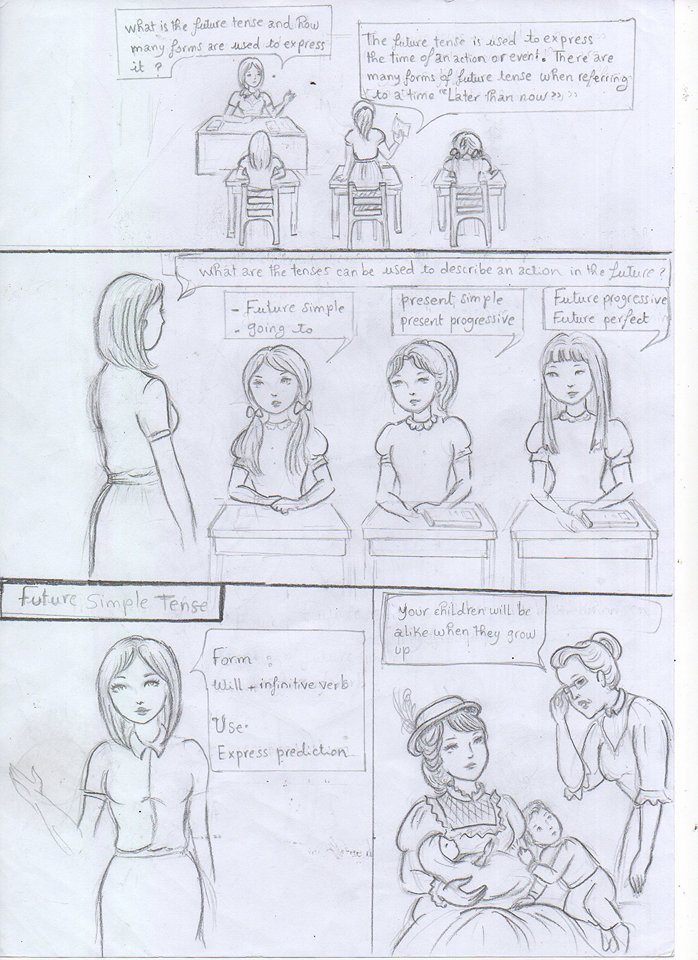 What is the future tense and how
many forms are used to express
it ?
The future tense is used to express
the time of an action or event. There are
many forms of future tense when referring
to a time "Later Than now>>>>
What are the tenses can be used to describe an action in the future ?
- Future simple
- going to
present simple
present progressive
Future progressive
Future perfect
Future Simple Tense
Form :
Will + infinitive verb
Use.
Express prediction
Your children will be
alike when they grow
up